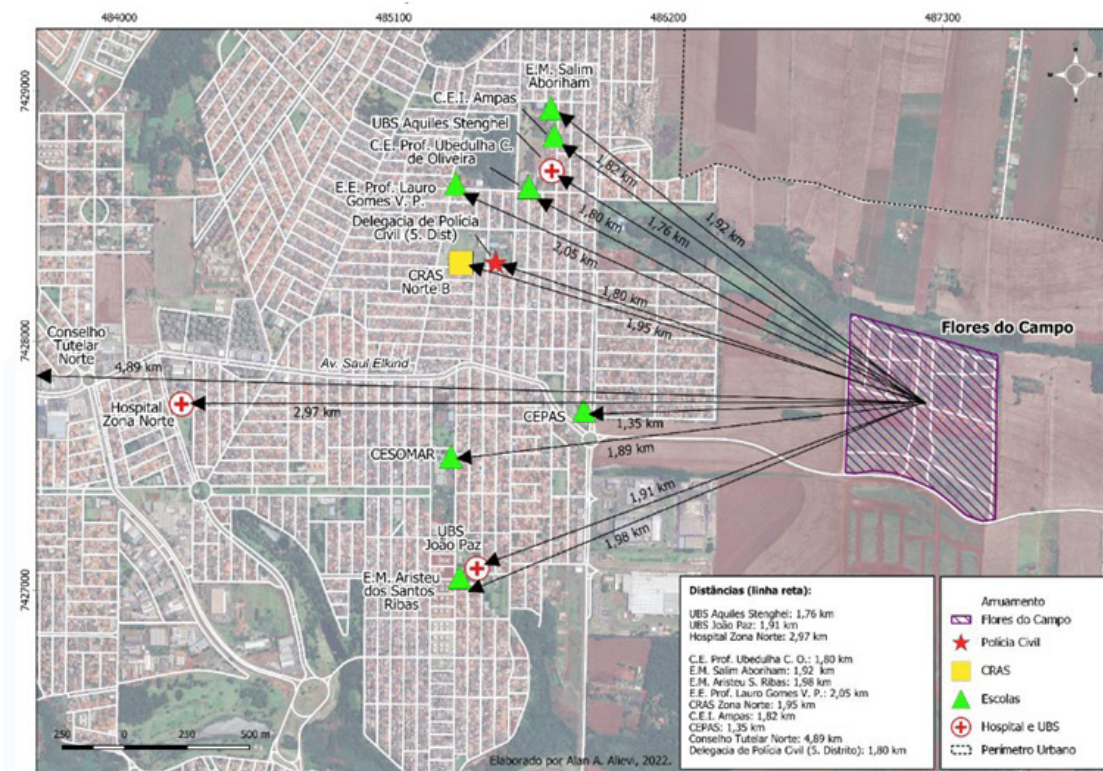 484000
485100
486200
487300
7429000
7428000
7427000
E.M. Salim
Aboriham
C.E.I. Ampas
UBS Aquiles Stenghel
C.E. Prof. Ubedulha C.
de Oliveira
E.E. Prof. Lauro
Gomes V. P.
Delegacia de Polícia
Civil (5. Dist)
CRAS
Norte B
Conselho
Tutelar
Norte
Av. Saul Elkind
Hospital
Zona Norte
CEPAS
CESOMAR
UBS
João Paz
E.M. Aristeu
dos Santos
Ribas
Flores do Campo
1,82 km
1,92 km
1,80 km
1,76 km
2,05 km
1,80 km
1,95 km
4,89 km
2,97 km
1,35 km
1,89 km
1,91 km
1,98 km
Distâncias (linha reta):
UBS Aquiles Stenghel: 1,76 km
UBS João Paz: 1,91 km
Hospital Zona Norte: 2,97 km
C.E. Prof. Ubedulha C. O.: 1,80 km
E.M. Salim Aboriham: 1,92 km
E.M. Aristeu S. Ribas: 1,98 km
E.E. Prof. Lauro Gomes V. P.: 2,05 km
CRAS Zona Norte: 1,95 km
C.E.I. Ampas: 1,82 km
CEPAS: 1,35 km
Conselho Tutelar Norte: 4,89 km
Delegacia de Polícia Civil (5. Distrito): 1,80 km
Arruamento
Flores do Campo
Polícia Civil
CRAS
Escolas
Hospital e UBS
Perímetro Urbano
250 0 250 500 m
Elaborado por Alan A. Alievi, 2022.